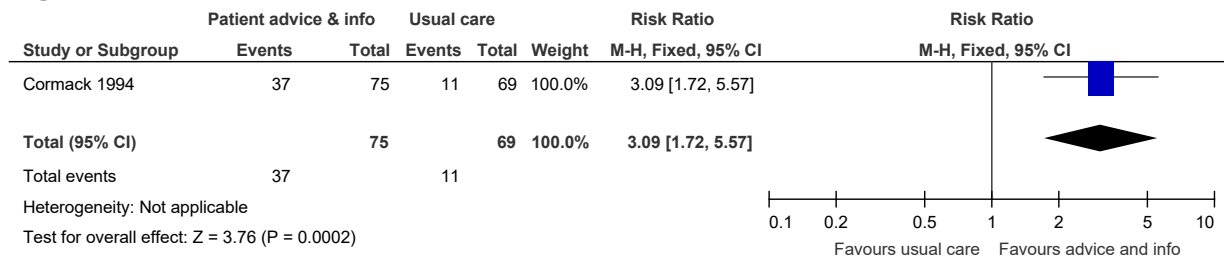 Patient advice & info Usual care Risk Ratio Risk Ratio
Study or Subgroup Events Total Events Total Weight M-H, Fixed, 95% CI M-H, Fixed, 95% CI
Cormack 1994 37 75 11 69 100.0% 3.09 [1.72, 5.57]
Total (95% CI) 75 69 100.0% 3.09 [1.72, 5.57]
Total events 37 11
Heterogeneity: Not applicable
Test for overall effect: Z = 3.76 (P = 0.0002)
0.1 0.2 0.5 1 2 5 10
Favours usual care Favours advice and info